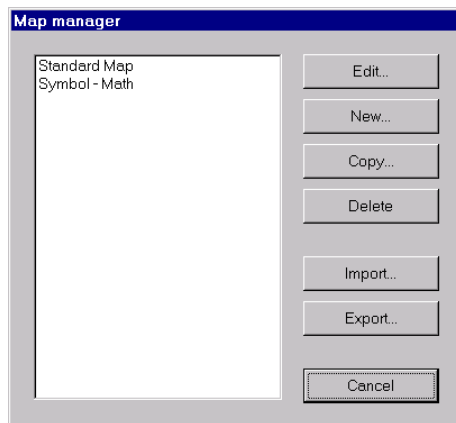 Map manager
Standard Map
Symbol - Math
Edit...
New...
Copy...
Delete
Import...
Export...
Cancel